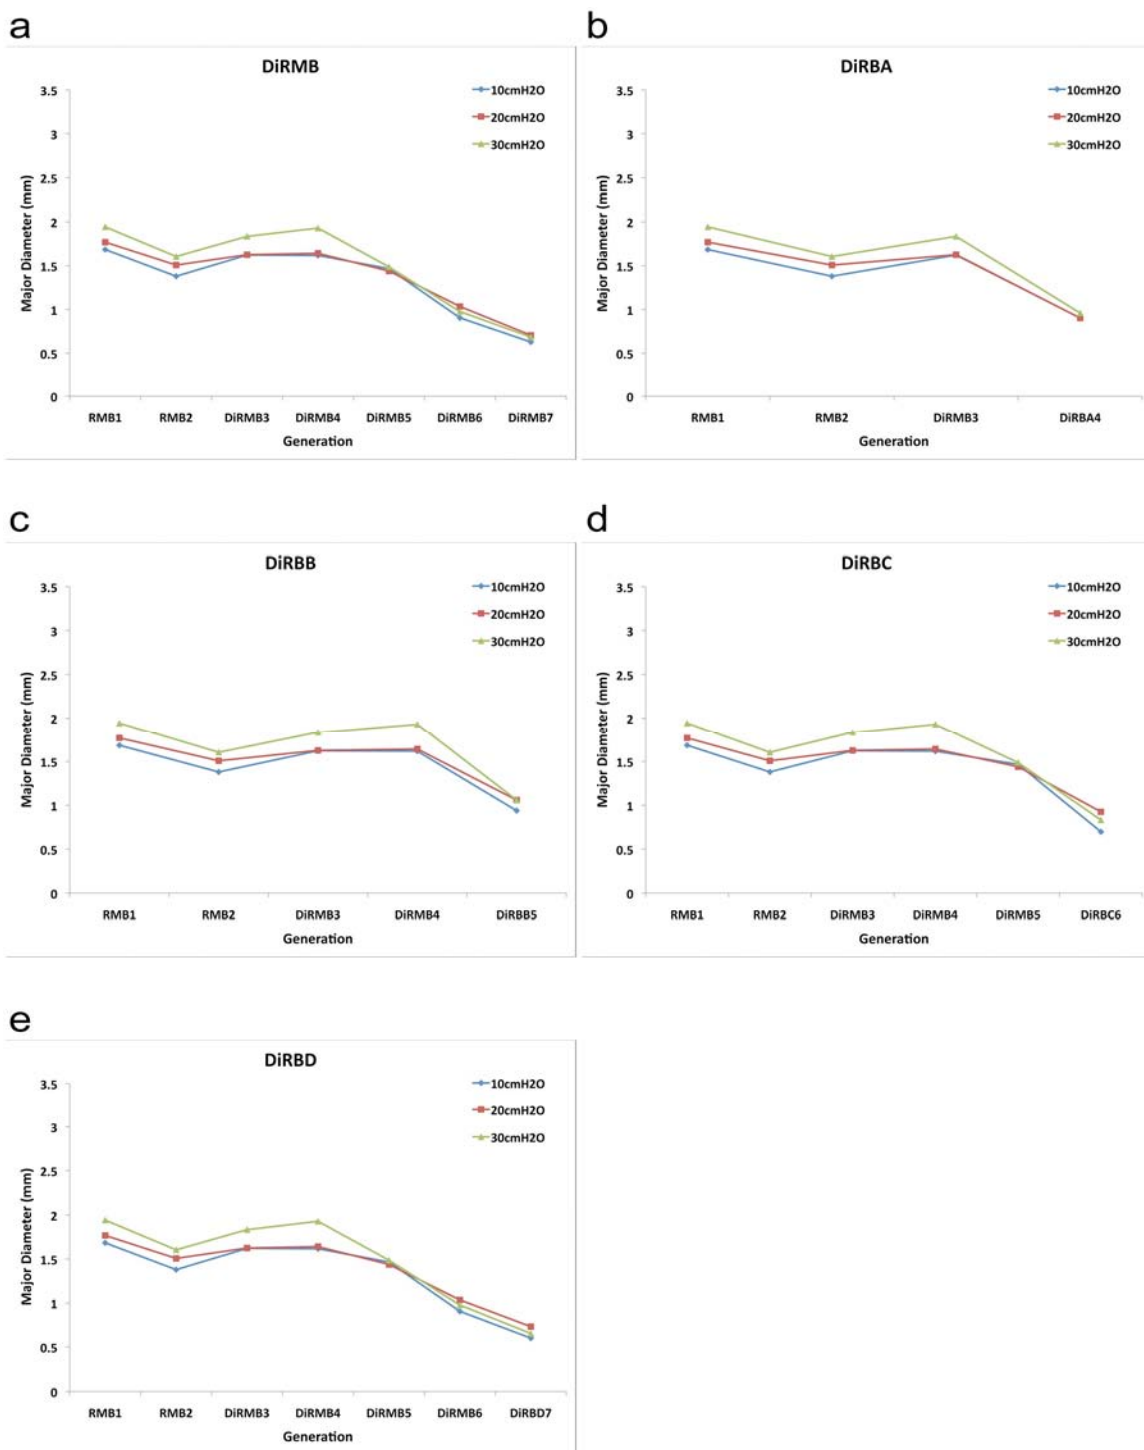 a
DiRMB
3.5
3
2.5
2
1.5
1
0.5
0
Major Diameter (mm)
10cmH2O
20cmH2O
30cmH2O
RMB1 RMB2 DiRMB3 DiRMB4 DiRMB5 DiRMB6 DiRMB7
Generation
b
DiRBA
3.5
3
2.5
2
1.5
1
0.5
0
Major Diameter (mm)
10cmH2O
20cmH2O
30cmH2O
RMB1 RMB2 DiRMB3 DiRBA4
Generation
c
DiRBB
3.5
3
2.5
2
1.5
1
0.5
0
Major Diameter (mm)
10cmH2O
20cmH2O
30cmH2O
RMB1 RMB2 DiRMB3 DiRMB4 DiRBB5
Generation
d
DiRBC
3.5
3
2.5
2
1.5
1
0.5
0
Major Diameter (mm)
10cmH2O
20cmH2O
30cmH2O
RMB1 RMB2 DiRMB3 DiRMB4 DiRMB5 DiRBC6
Generation
e
DiRBD
3.5
3
2.5
2
1.5
1
0.5
0
Major Diameter (mm)
10cmH2O
20cmH2O
30cmH2O
RMB1 RMB2 DiRMB3 DiRMB4 DiRMB5 DiRMB6 DiRBD7
Generation